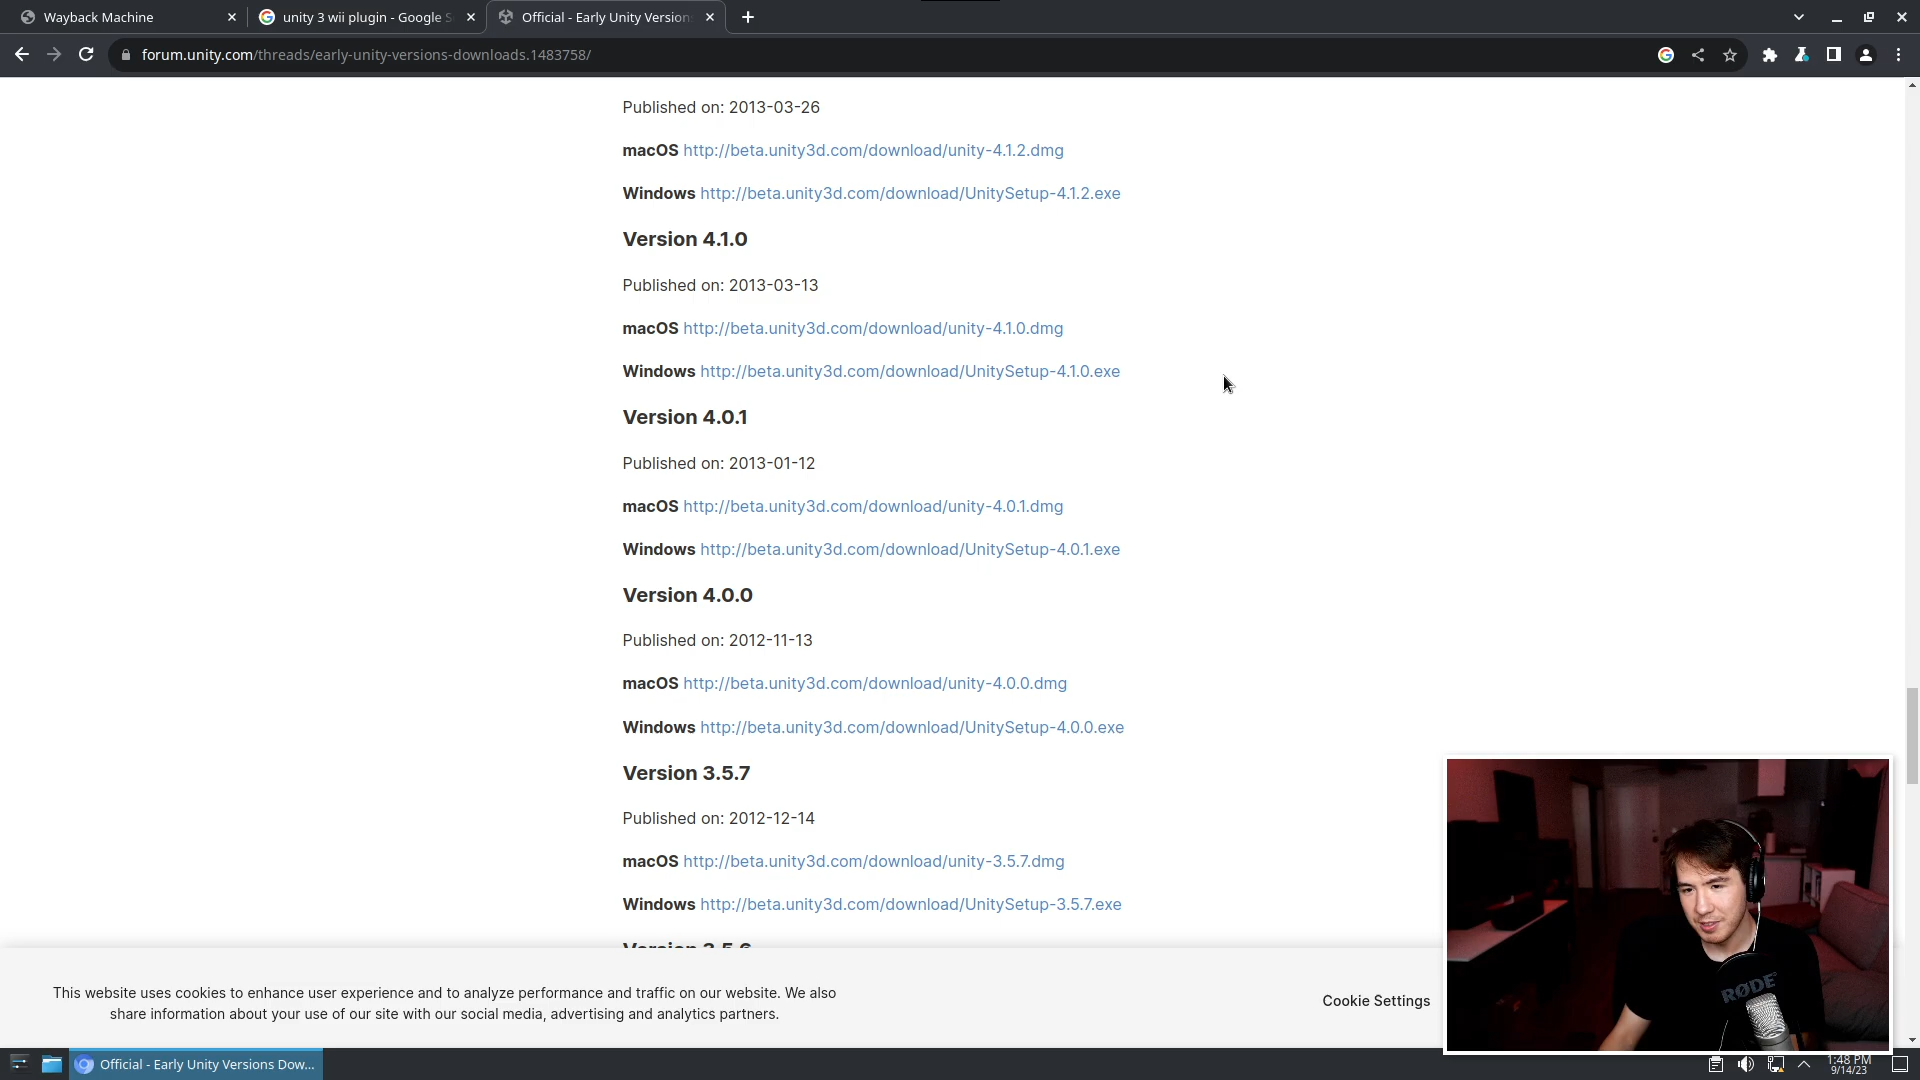 Wayback Machine
unity 3 wii plugin - Google S
Official - Early Unity Version
forum.unity.com/threads/early-unity-versions-downloads.1483758/
Published on: 2013-03-26
macOS http://beta.unity3d.com/download/unity-4.1.2.dmg
Windows http://beta.unity3d.com/download/UnitySetup-4.1.2.exe
Version 4.1.0
Published on: 2013-03-13
macOS http://beta.unity3d.com/download/unity-4.1.0.dmg
Windows http://beta.unity3d.com/download/UnitySetup-4.1.0.exe
Version 4.0.1
Published on: 2013-01-12
macOS http://beta.unity3d.com/download/unity-4.0.1.dmg
Windows http://beta.unity3d.com/download/UnitySetup-4.0.1.exe
Version 4.0.0
Published on: 2012-11-13
macOS http://beta.unity3d.com/download/unity-4.0.0.dmg
Windows http://beta.unity3d.com/download/UnitySetup-4.0.0.exe
Version 3.5.7
Published on: 2012-12-14
macOS http://beta.unity3d.com/download/unity-3.5.7.dmg
Windows http://beta.unity3d.com/download/UnitySetup-3.5.7.exe
Version 3.5.6
This website uses cookies to enhance user experience and to analyze performance and traffic on our website. We also
share information about your use of our site with our social media, advertising and analytics partners.
Cookie Settings
RØDE
Official - Early Unity Versions Dow...
1:48 PM
9/14/23